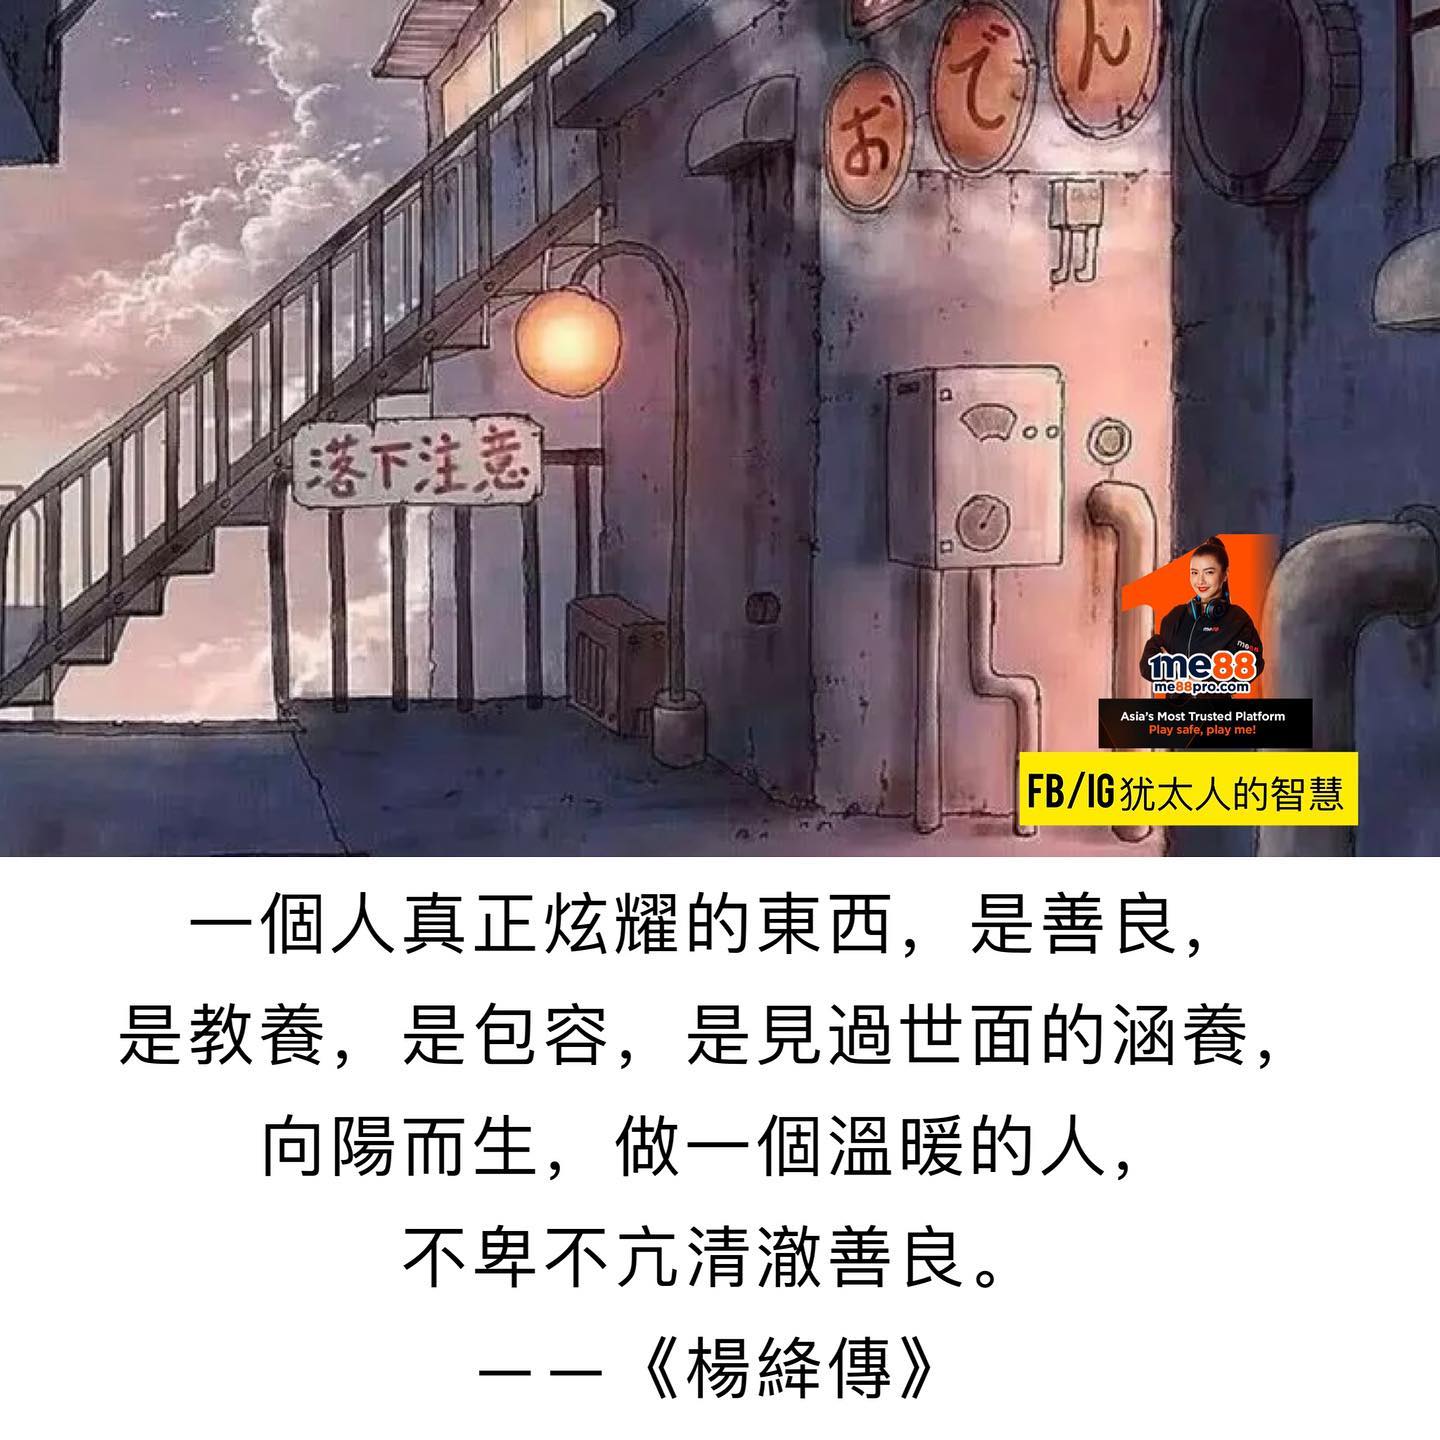 おでん
落下注意
me88
me88pro.com
Asia's Most Trusted Platform
Play safe, play me!
FB/IG犹太人的智慧
一個人真正炫耀的東西，是善良，
是教養，是包容，是見過世面的涵養，
向陽而生，做一個溫暖的人，
不卑不亢清澈善良。
——《楊絳傳》